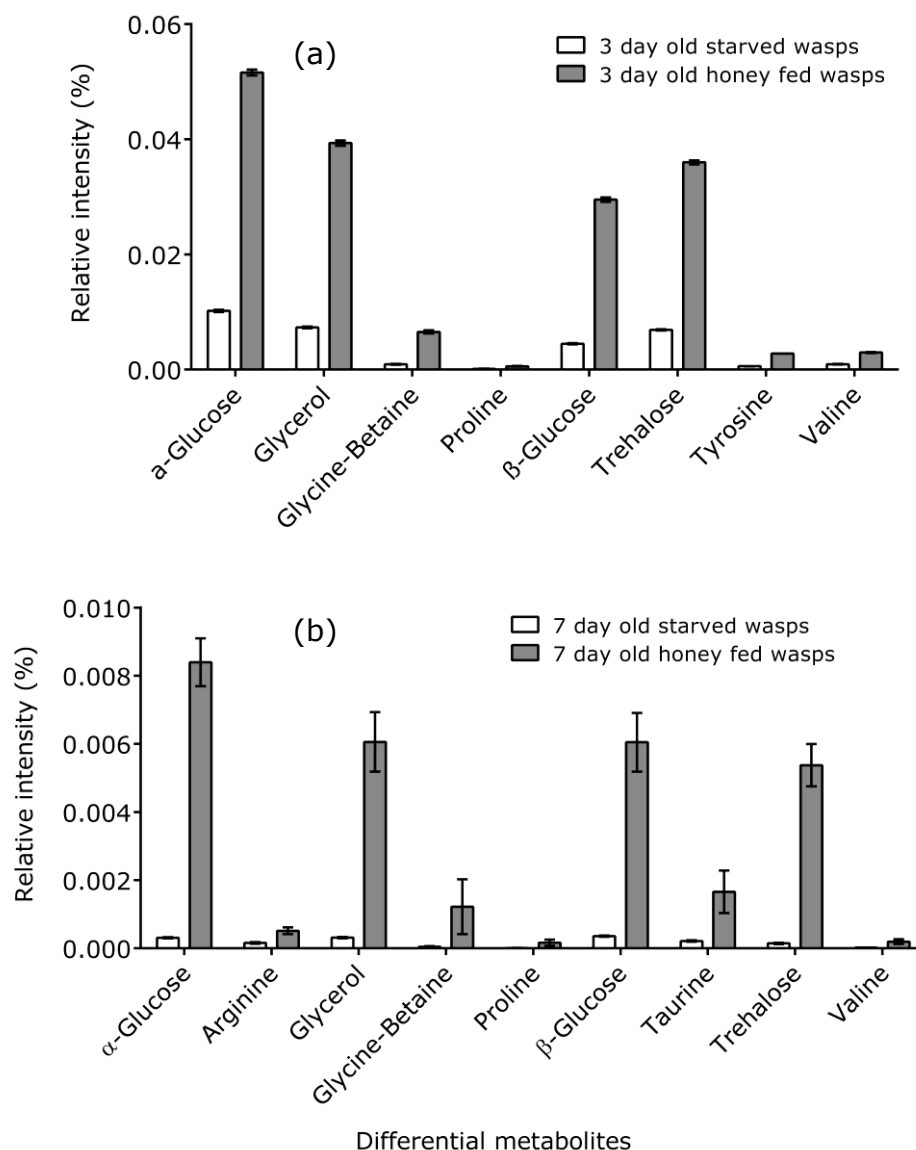 0.06
(a)
3 day old starved wasps
3 day old honey fed wasps
Relative intensity (%)
0.04
0.02
0.00
a-Glucose
Glycerol
Glycine-Betaine
Proline
ß-Glucose
Trehalose
Tyrosine
Valine
0.010
(b)
7 day old starved wasps
7 day old honey fed wasps
Relative intensity (%)
0.008
0.006
0.004
0.002
0.000
α-Glucose
Arginine
Glycerol
Glycine-Betaine
Proline
β-Glucose
Taurine
Trehalose
Valine
Differential metabolites